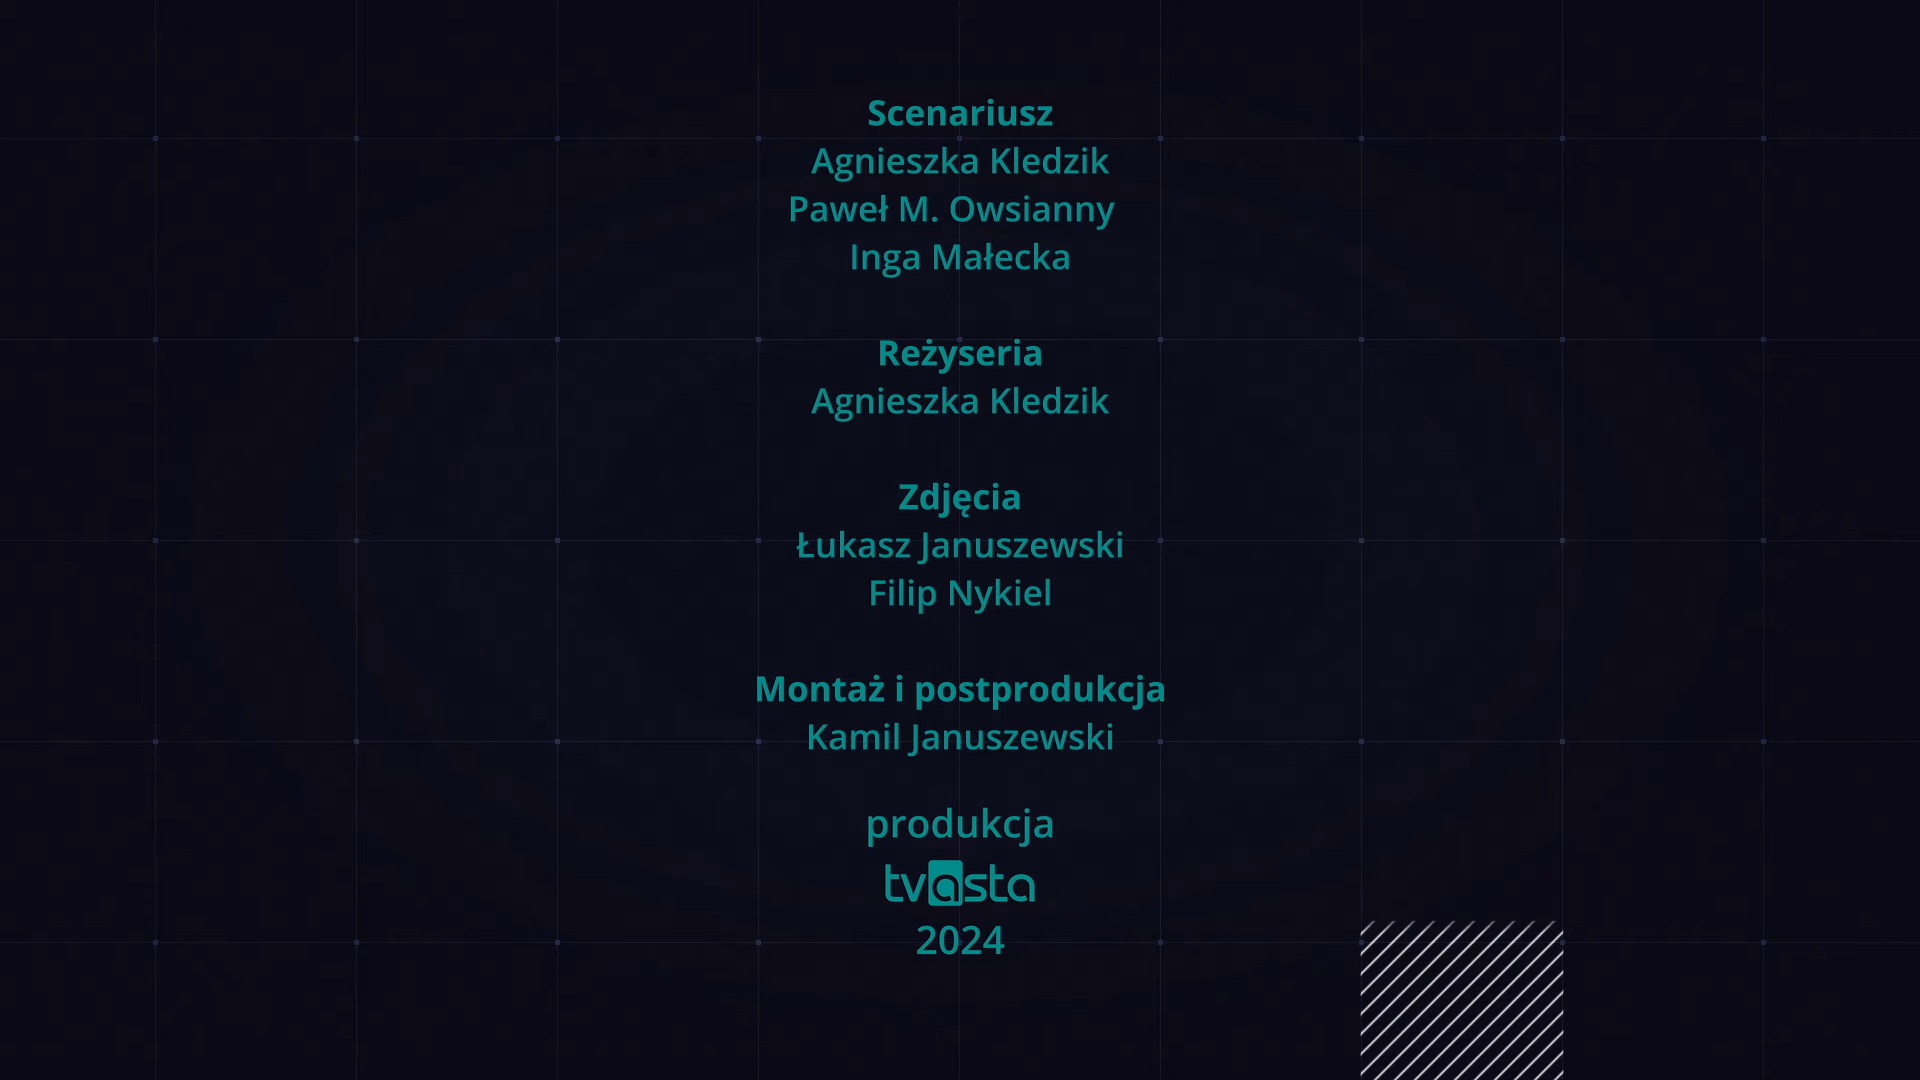 Scenariusz
Agnieszka Kledzik
Paweł M. Owsianny
Inga Małecka
Reżyseria
Agnieszka Kledzik
Zdjęcia
Łukasz Januszewski
Filip Nykiel
Montaż i postprodukcja
Kamil Januszewski
produkcja
tvasta
2024